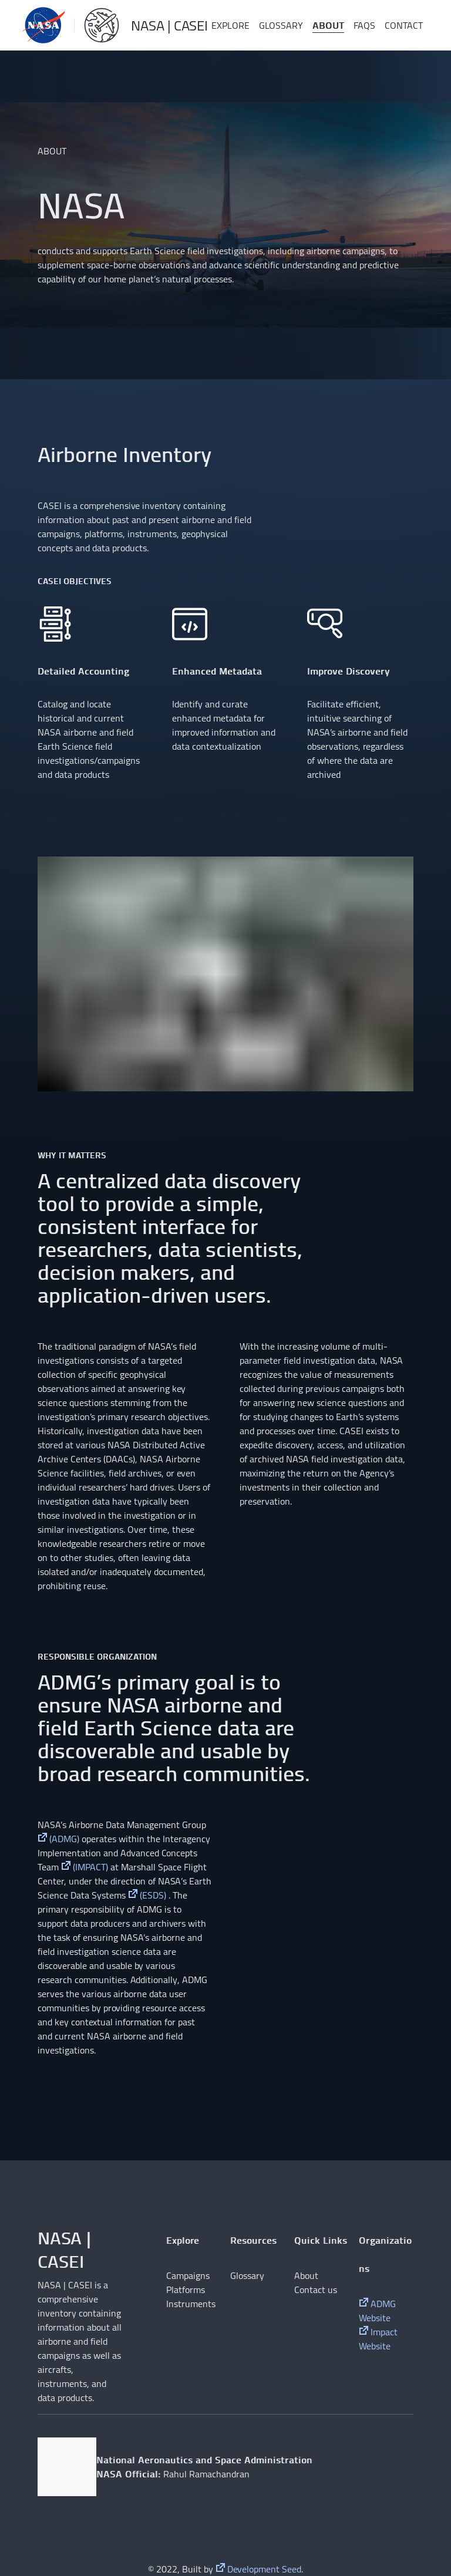 NASA
NASA | CASEI
EXPLORE
GLOSSARY
ABOUT
FAQS
CONTACT
ABOUT
NASA
conducts and supports Earth Science field investigations, including airborne campaigns, to
supplement space-borne observations and advance scientific understanding and predictive
capability of our home planet's natural processes.
Airborne Inventory
CASEI is a comprehensive inventory containing
information about past and present airborne and field
campaigns, platforms, instruments, geophysical
concepts and data products.
CASEI OBJECTIVES
Detailed Accounting
Catalog and locate
historical and current
NASA airborne and field
Earth Science field
investigations/campaigns
and data products
Enhanced Metadata
Identify and curate
enhanced metadata for
improved information and
data contextualization
Improve Discovery
Facilitate efficient,
intuitive searching of
NASA's airborne and field
observations, regardless
of where the data are
archived
WHY IT MATTERS
A centralized data discovery
tool to provide a simple,
consistent interface for
researchers, data scientists,
decision makers, and
application-driven users.
The traditional paradigm of NASA's field
investigations consists of a targeted
collection of specific geophysical
observations aimed at answering key
science questions stemming from the
investigation's primary research objectives.
Historically, investigation data have been
stored at various NASA Distributed Active
Archive Centers (DAACs), NASA Airborne
Science facilities, field archives, or even
individual researchers' hard drives. Users of
investigation data have typically been
those involved in the investigation or in
similar investigations. Over time, these
knowledgeable researchers retire or move
on to other studies, often leaving data
isolated and/or inadequately documented,
prohibiting reuse.
With the increasing volume of multi-
parameter field investigation data, NASA
recognizes the value of measurements
collected during previous campaigns both
for answering new science questions and
for studying changes to Earth's systems
and processes over time. CASEI exists to
expedite discovery, access, and utilization
of archived NASA field investigation data,
maximizing the return on the Agency's
investments in their collection and
preservation.
RESPONSIBLE ORGANIZATION
ADMG's primary goal is to
ensure NASA airborne and
field Earth Science data are
discoverable and usable by
broad research communities.
NASA's Airborne Data Management Group
(ADMG) operates within the Interagency
Implementation and Advanced Concepts
Team (IMPACT) at Marshall Space Flight
Center, under the direction of NASA's Earth
Science Data Systems (ESDS) . The
primary responsibility of ADMG is to
support data producers and archivers with
the task of ensuring NASA's airborne and
field investigation science data are
discoverable and usable by various
research communities. Additionally, ADMG
serves the various airborne data user
communities by providing resource access
and key contextual information for past
and current NASA airborne and field
investigations.
NASA |
CASEI
NASA | CASEI is a
comprehensive
inventory containing
information about all
airborne and field
campaigns as well as
aircrafts,
instruments, and
data products.
Explore
Campaigns
Platforms
Instruments
Resources
Glossary
Quick Links
About
Contact us
Organizatio
ns
ADMG
Website
Impact
Website
National Aeronautics and Space Administration
NASA Official: Rahul Ramachandran
© 2022, Built by Development Seed.